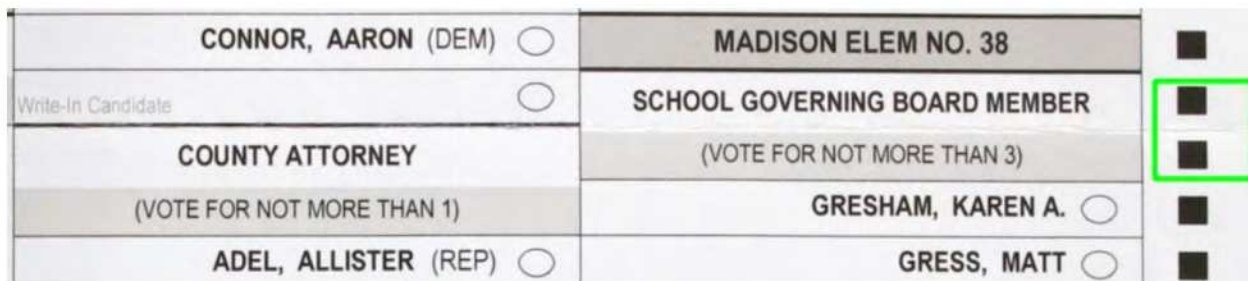 CONNOR, AARON (DEM)
Write-In Candidate
COUNTY ATTORNEY
(VOTE FOR NOT MORE THAN 1)
ADEL, ALLISTER (REP)
MADISON ELEM NO. 38
SCHOOL GOVERNING BOARD MEMBER
(VOTE FOR NOT MORE THAN 3)
GRESHAM, KAREN A.
GRESS, MATT